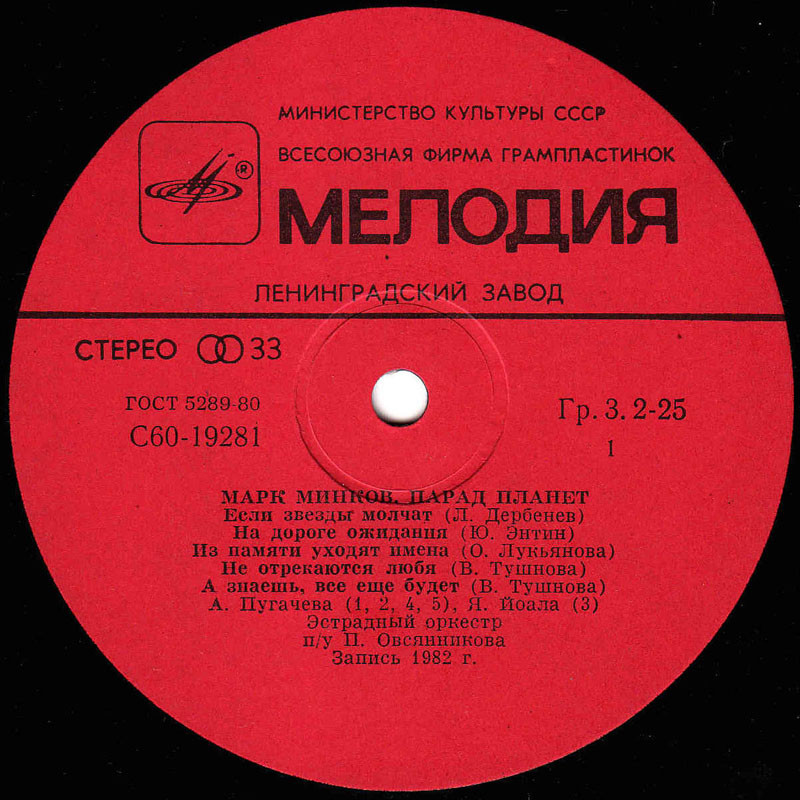 МИНИСТЕРСТВО КУЛЬТУРЫ СССР
ВСЕСОЮЗНАЯ ФИРМА ГРАМПЛАСТИНОК
®
МЕЛОДИЯ
ЛЕНИНГРАДСКИЙ ЗАВОД
СТЕРЕО 33
ГОСТ 5289-80
Гр. 3. 2-25
С60-19281
1
МАРК МИНКОВ. ПАРАД ПЛАНЕТ
Если звезды молчат (Л. Дербенев)
На дороге ожидания (Ю. Энтин)
Из памяти уходят имена (О. Лукьянова)
Не отрекаются любя (В. Тушнова)
А знаешь, все еще будет (В. Тушнова)
А. Пугачева (1, 2, 4, 5), Я. Йоала (3)
Эстрадный оркестр
п/у П. Овсянникова
Запись 1982 г.